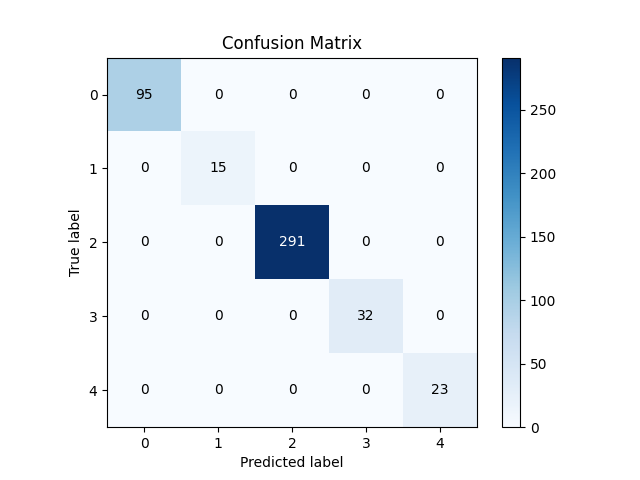 Confusion Matrix
True label
0 95 0 0 0 0
1 0 15 0 0 0
2 0 0 291 0 0
3 0 0 0 32 0
4 0 0 0 0 23
0 1 2 3 4
Predicted label
250
200
150
100
50
0